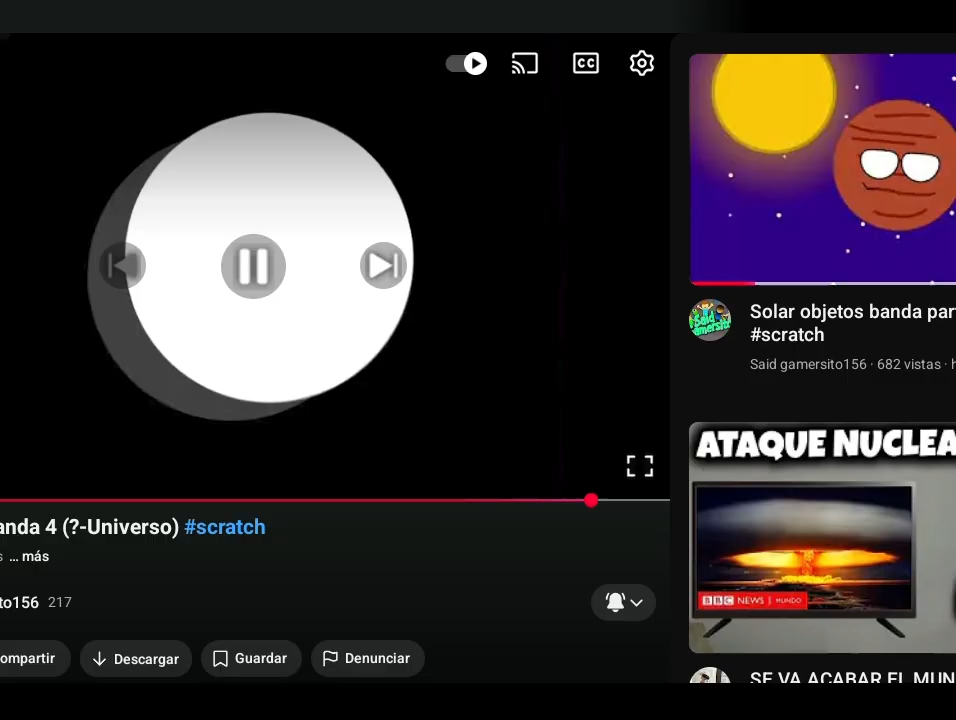 CC
anda 4 (?-Universo) #scratch
s ... más
to156 217
ompartir
Descargar
Guardar
Denunciar
Solar objetos banda par
#scratch
Said gamersito156 · 682 vistas · h
ATAQUE NUCLEA
BBC NEWS | MUNDO
SE VA ACABAR EL MUN